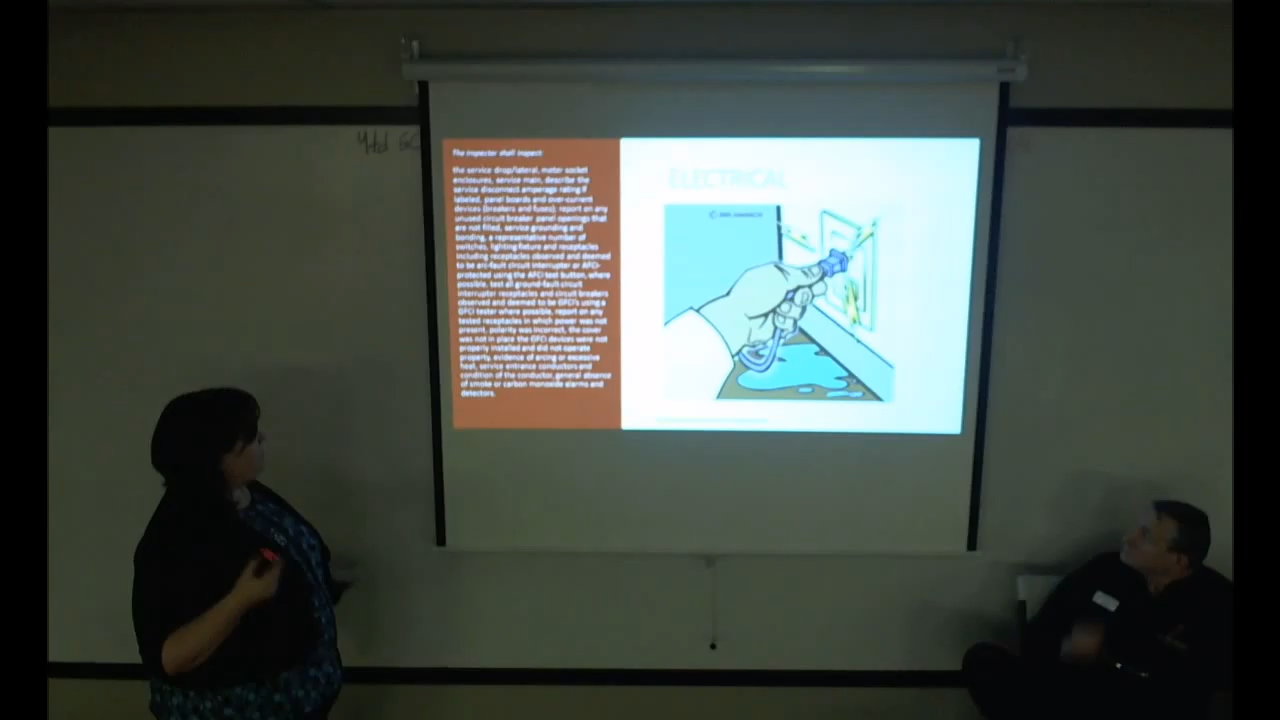 The inspector shall inspect:
the service drop/lateral, meter socket
enclosures, service main, describe the
service disconnect amperage rating if
labeled, panel boards and over-current
devices (breakers and fuses), report on any
unused circuit breaker panel openings that
are not filled, service grounding and
bonding, a representative number of
switches, lighting fixture and receptacles
including receptacles observed and deemed
to be arc-fault circuit interrupter or AFCI-
protected using the AFCI test button, where
possible, test all ground-fault circuit
interrupter receptacles and circuit breakers
observed and deemed to be GFCI's using a
GFCI tester where possible, report on any
tested receptacles in which power was not
present, polarity was incorrect, the cover
was not in place the GFCI devices were not
properly installed and did not operate
property, evidence of arcing or excessive
heat, service entrance conductors and
condition of the conductor, general absence
of smoke or carbon monoxide alarms and
detectors.
ELECTRICAL